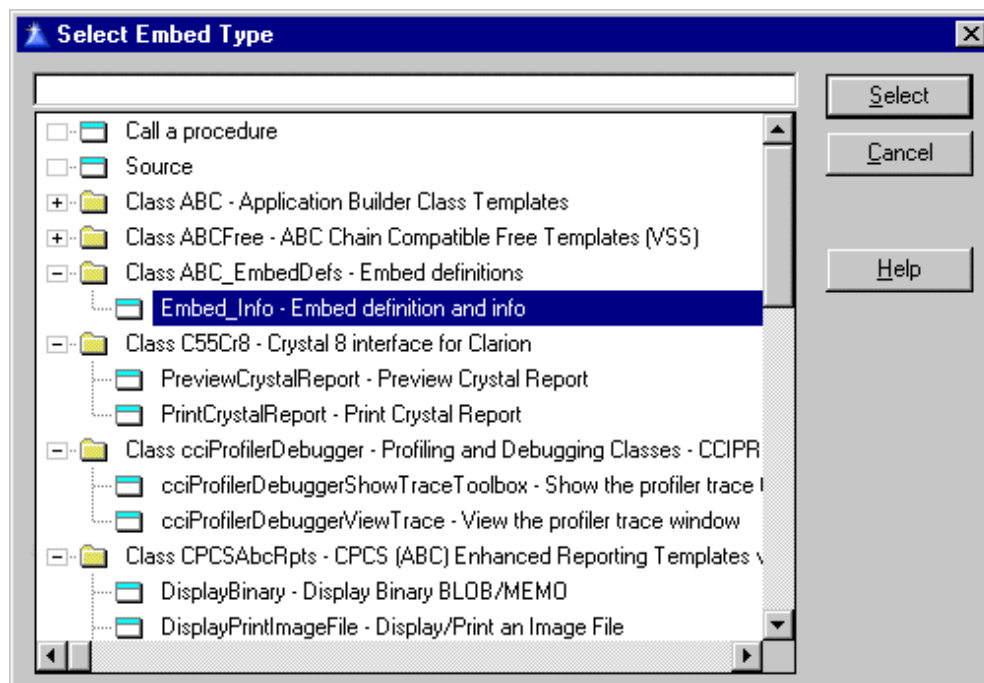 Select Embed Type
Select
Call a procedure
Cancel
Source
Class ABC - Application Builder Class Templates
Class ABCFree - ABC Chain Compatible Free Templates (VSS)
Class ABC_EmbedDefs - Embed definitions
Help
Embed_Info - Embed definition and info
Class C55Cr8 - Crystal 8 interface for Clarion
PreviewCrystalReport - Preview Crystal Report
PrintCrystalReport - Print Crystal Report
Class cciProfilerDebugger - Profiling and Debugging Classes - CCIPR
cciProfilerDebuggerShowTraceToolbox - Show the profiler trace
cciProfilerDebuggerViewTrace - View the profiler trace window
Class CPCSAbcRpts - CPCS (ABC) Enhanced Reporting Templates v
DisplayBinary - Display Binary BLOB/MEMO
DisplayPrintImageFile - Display/Print an Image File